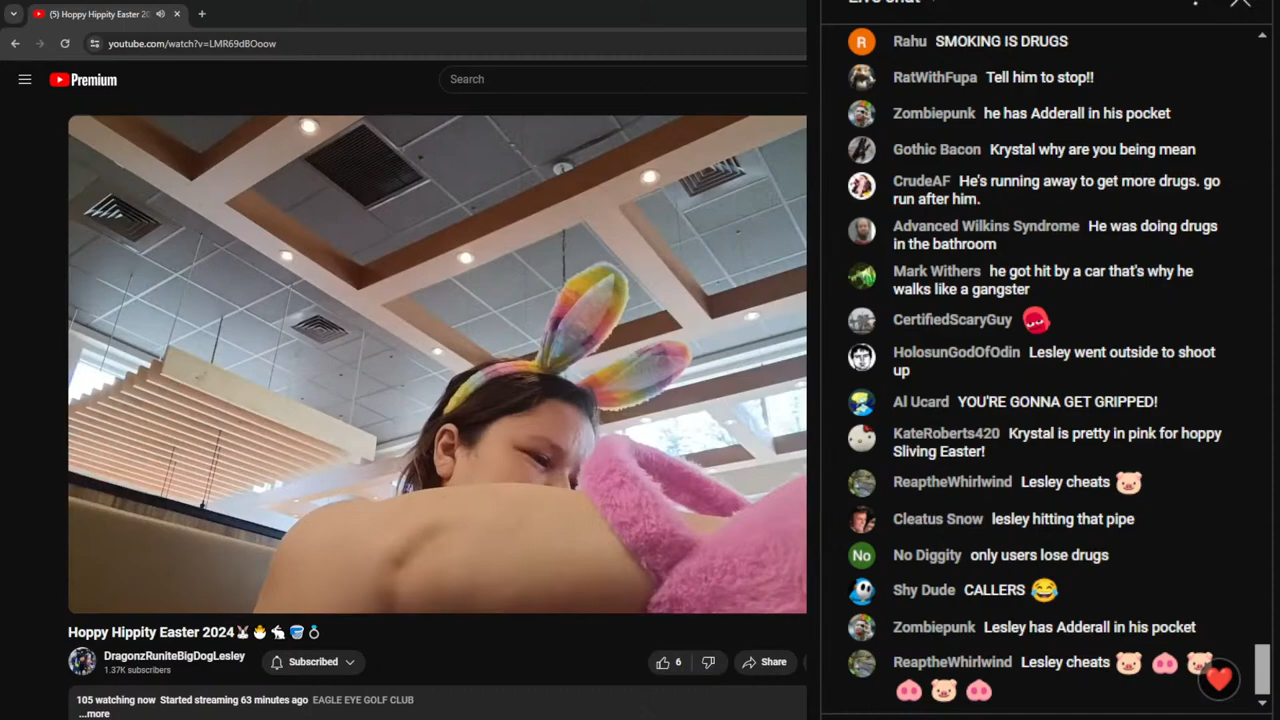 (5) Hoppy Hippity Easter 20
youtube.com/watch?v=LMR69dBOoow
Premium
Search
Hoppy Hippity Easter 2024
DragonzRuniteBigDogLesley
1.37K subscribers
Subscribed
6
Share
105 watching now Started streaming 63 minutes ago EAGLE EYE GOLF CLUB
...more
R Rahu SMOKING IS DRUGS
RatWithFupa Tell him to stop!!
Zombiepunk he has Adderall in his pocket
Gothic Bacon Krystal why are you being mean
CrudeAF He's running away to get more drugs. go
run after him.
Advanced Wilkins Syndrome He was doing drugs
in the bathroom
Mark Withers he got hit by a car that's why he
walks like a gangster
CertifiedScaryGuy
HolosunGodOfOdin Lesley went outside to shoot
up
Al Ucard YOU'RE GONNA GET GRIPPED!
KateRoberts420 Krystal is pretty in pink for hoppy
Sliving Easter!
ReaptheWhirlwind Lesley cheats
Cleatus Snow lesley hitting that pipe
No No Diggity only users lose drugs
Shy Dude CALLERS
Zombiepunk Lesley has Adderall in his pocket
ReaptheWhirlwind Lesley cheats